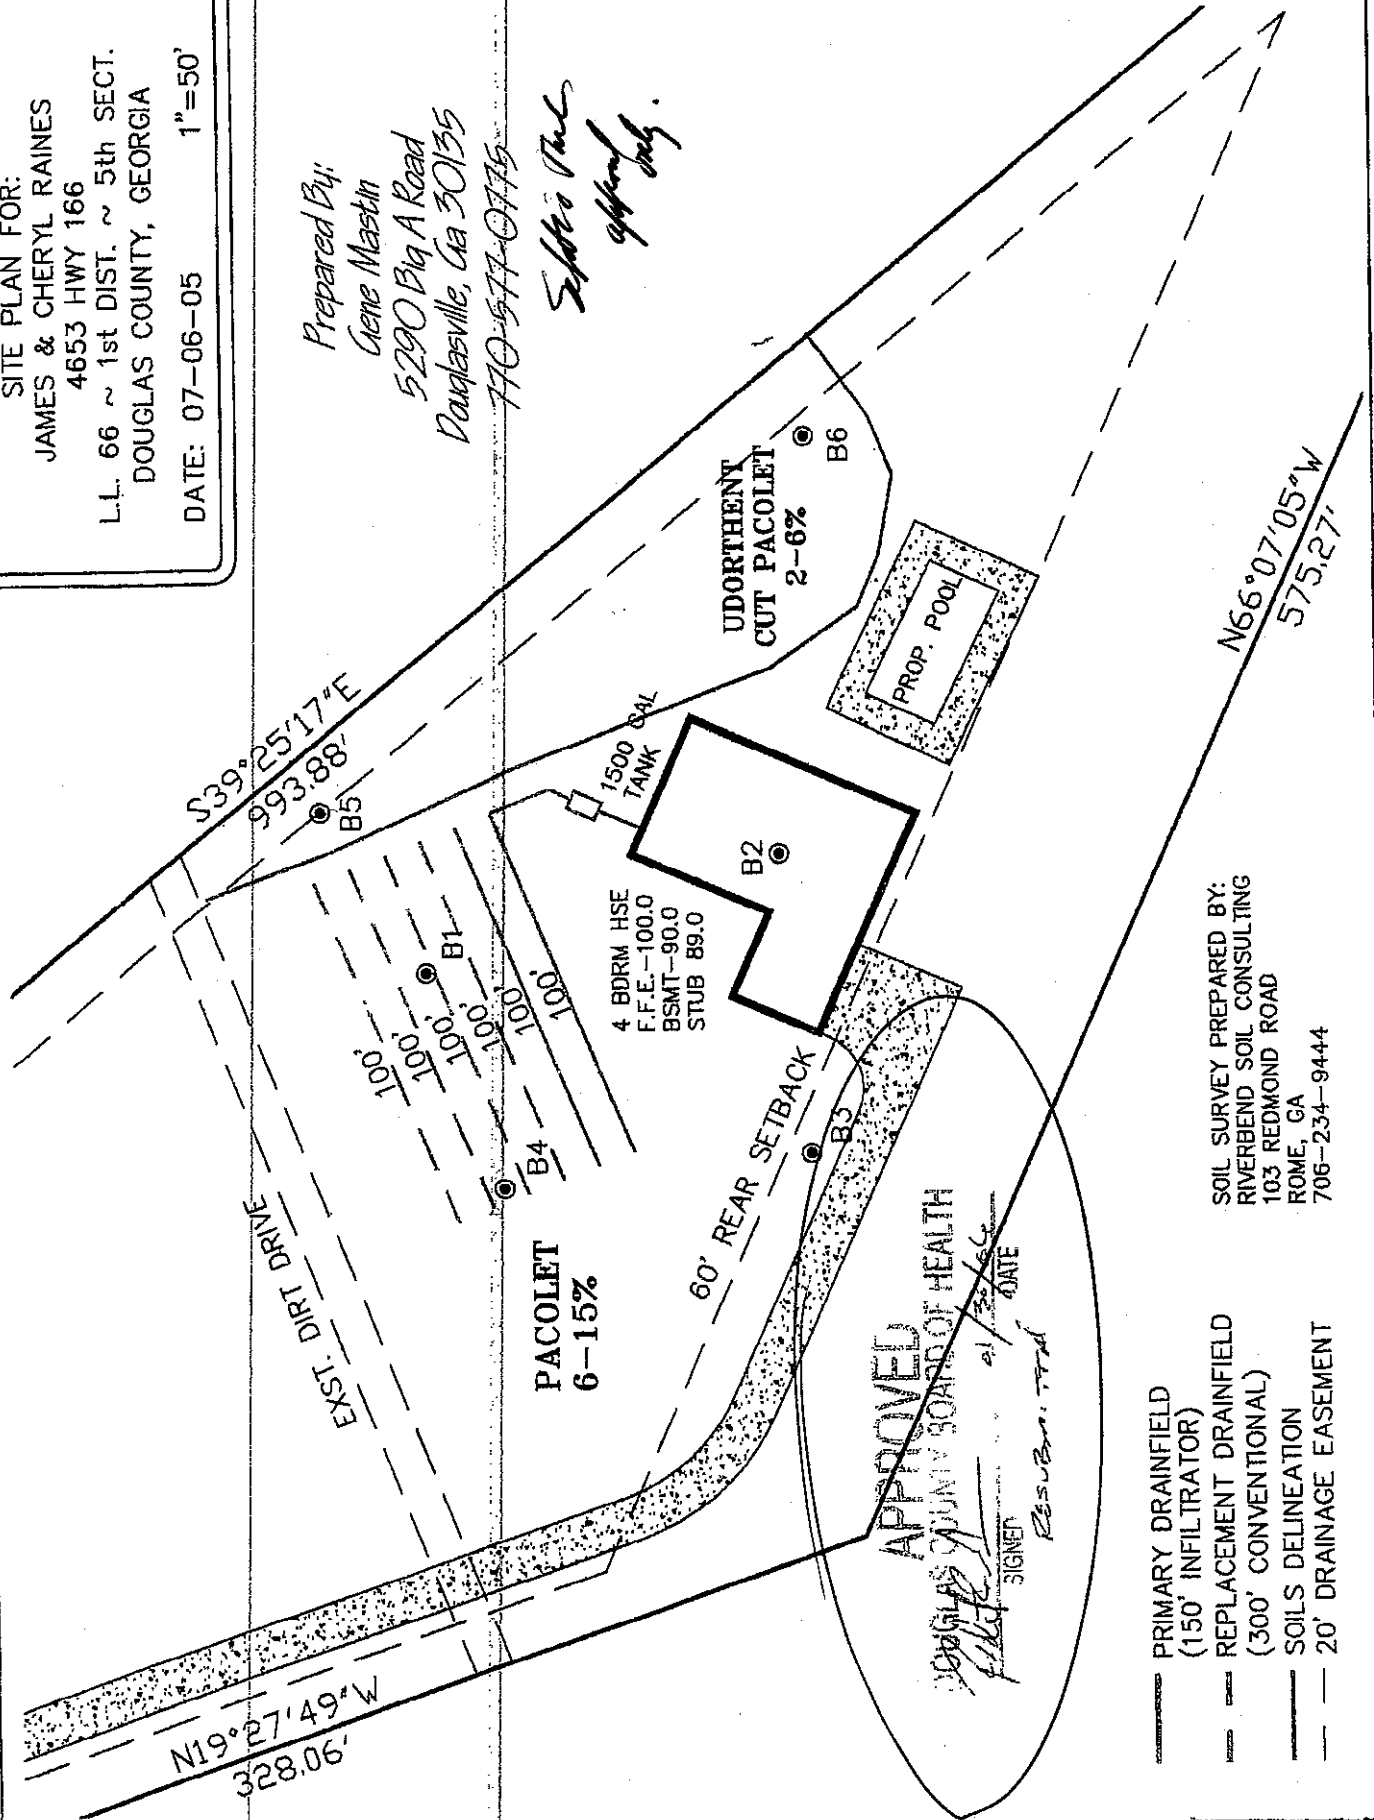 SITE PLAN FOR:
JAMES & CHERYL RAINES
4653 HWY 166
L.L. 66 ~ 1st DIST. ~ 5th SECT.
DOUGLAS COUNTY, GEORGIA
DATE: 07-06-05 1"=50'
Prepared By:
Gene Mastin
5290 Big A Road
Douglasville, Ga 30135
770-577-0775
Septic Tank
approval
only.
S39°25'17"E
993.88'
B5
UDORTHENT
CUT PACOLET
2-6%
B6
1500 GAL
TANK
PROP. POOL
N66°07'05"W
575.27'
B2
4 BDRM HSE
F.F.E.-100.0
BSMT-90.0
STUB 89.0
B1
100'
100'
100'
100'
100'
100'
B4
EXST. DIRT DRIVE
PACOLET
6-15%
60' REAR SETBACK
B3
N19°27'49"W
328.06'
APPROVED
DOUGLAS COUNTY BOARD OF HEALTH
SIGNED DATE
RESUBMITTAL
PRIMARY DRAINFIELD
(150' INFILTRATOR)
REPLACEMENT DRAINFIELD
(300' CONVENTIONAL)
SOILS DELINEATION
20' DRAINAGE EASEMENT
SOIL SURVEY PREPARED BY:
RIVERBEND SOIL CONSULTING
103 REDMOND ROAD
ROME, GA
706-234-9444